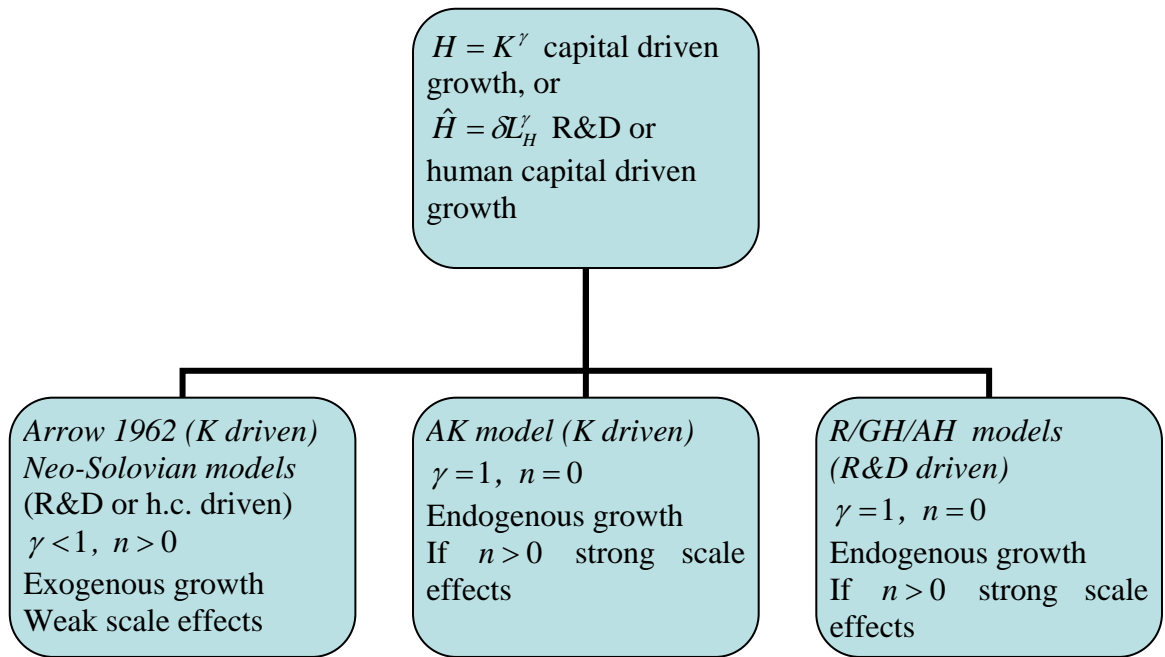 H = K^γ capital driven
growth, or
Ĥ = δL_H^γ R&D or
human capital driven
growth
Arrow 1962 (K driven)
Neo-Solovian models
(R&D or h.c. driven)
γ < 1, n > 0
Exogenous growth
Weak scale effects
AK model (K driven)
γ = 1, n = 0
Endogenous growth
If n > 0 strong scale
effects
R/GH/AH models
(R&D driven)
γ = 1, n = 0
Endogenous growth
If n > 0 strong scale
effects